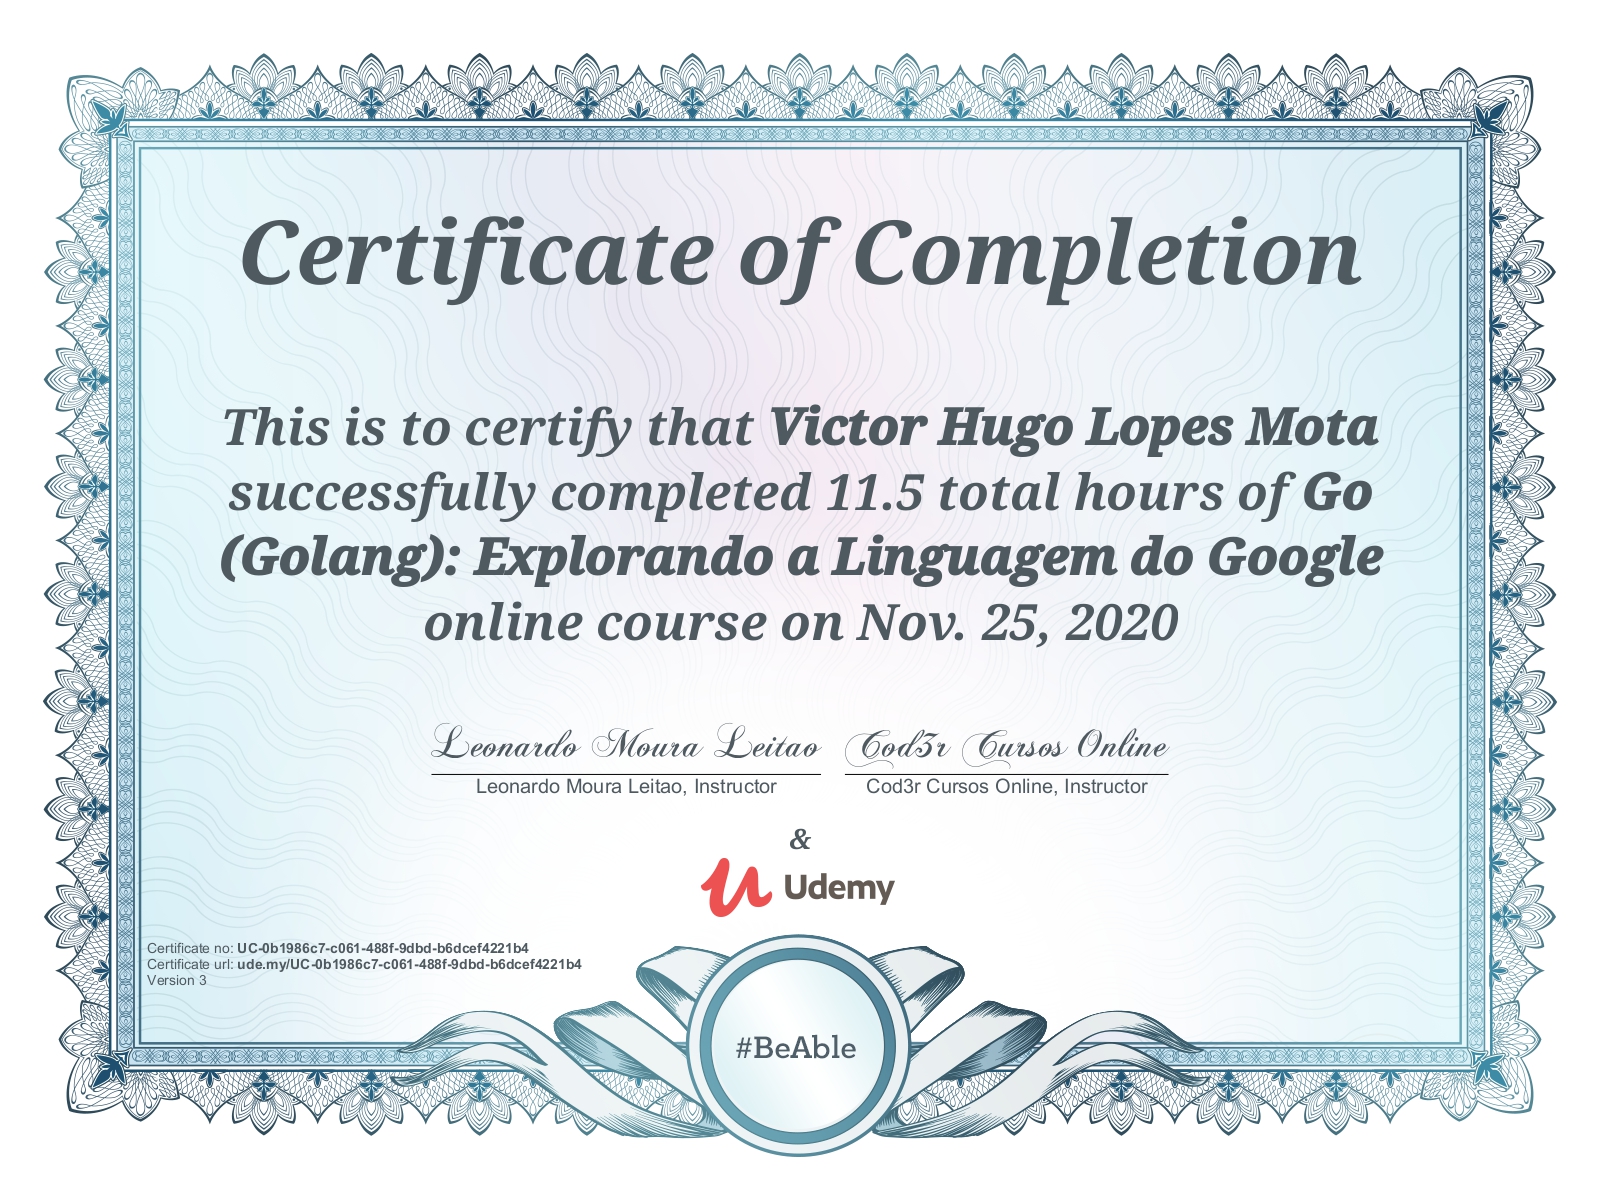 Certificate of Completion
This is to certify that Victor Hugo Lopes Mota
successfully completed 11.5 total hours of Go
(Golang): Explorando a Linguagem do Google
online course on Nov. 25, 2020
Leonardo Moura Leitao Cod3r Cursos Online
Leonardo Moura Leitao, Instructor Cod3r Cursos Online, Instructor
&
Udemy
Certificate no: UC-0b1986c7-c061-488f-9dbd-b6dcef4221b4
Certificate url: ude.my/UC-0b1986c7-c061-488f-9dbd-b6dcef4221b4
Version 3
#BeAble